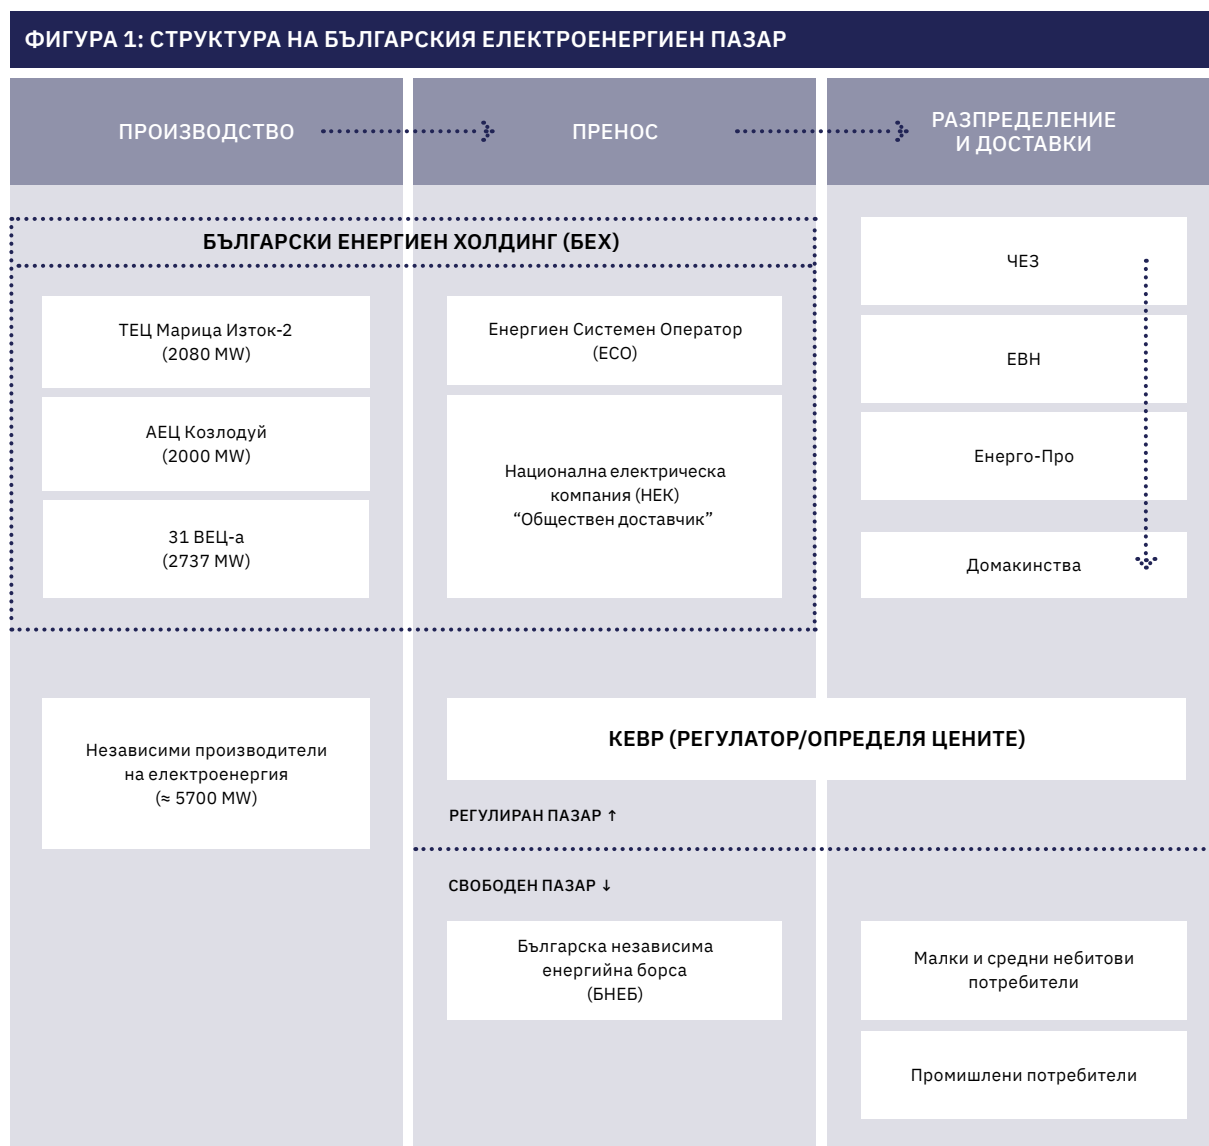 ФИГУРА 1: СТРУКТУРА НА БЪЛГАРСКИЯ ЕЛЕКТРОЕНЕРГИЕН ПАЗАР
ПРОИЗВОДСТВО
ПРЕНОС
РАЗПРЕДЕЛЕНИЕ
И ДОСТАВКИ
БЪЛГАРСКИ ЕНЕРГИЕН ХОЛДИНГ (БЕХ)
ТЕЦ Марица Изток-2
(2080 MW)
АЕЦ Козлодуй
(2000 MW)
31 ВЕЦ-а
(2737 MW)
Енергиен Системен Оператор
(ЕСО)
Национална електрическа
компания (НЕК)
“Обществен доставчик”
ЧЕЗ
ЕВН
Енерго-Про
Домакинства
Независими производители
на електроенергия
(≈ 5700 MW)
КЕВР (РЕГУЛАТОР/ОПРЕДЕЛЯ ЦЕНИТЕ)
РЕГУЛИРАН ПАЗАР ↑
СВОБОДЕН ПАЗАР ↓
Българска независима
енергийна борса
(БНЕБ)
Малки и средни небитови
потребители
Промишлени потребители